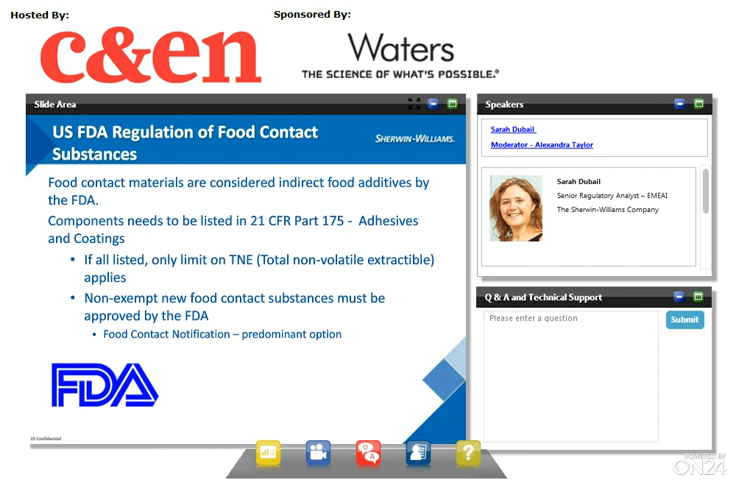 Hosted By:
Sponsored By:
c&en
Waters
THE SCIENCE OF WHAT'S POSSIBLE.®
Slide Area
US FDA Regulation of Food Contact
Substances
SHERWIN-WILLIAMS.
Food contact materials are considered indirect food additives by
the FDA.
Components needs to be listed in 21 CFR Part 175 - Adhesives
and Coatings
• If all listed, only limit on TNE (Total non-volatile extractible)
applies
• Non-exempt new food contact substances must be
approved by the FDA
• Food Contact Notification – predominant option
FDA
10 Confidential
Speakers
Sarah Dubail
Moderator - Alexandra Taylor
Sarah Dubail
Senior Regulatory Analyst – EMEAI
The Sherwin-Williams Company
Q & A and Technical Support
Please enter a question
Submit
Q
A
?
POWERED BY
ON24